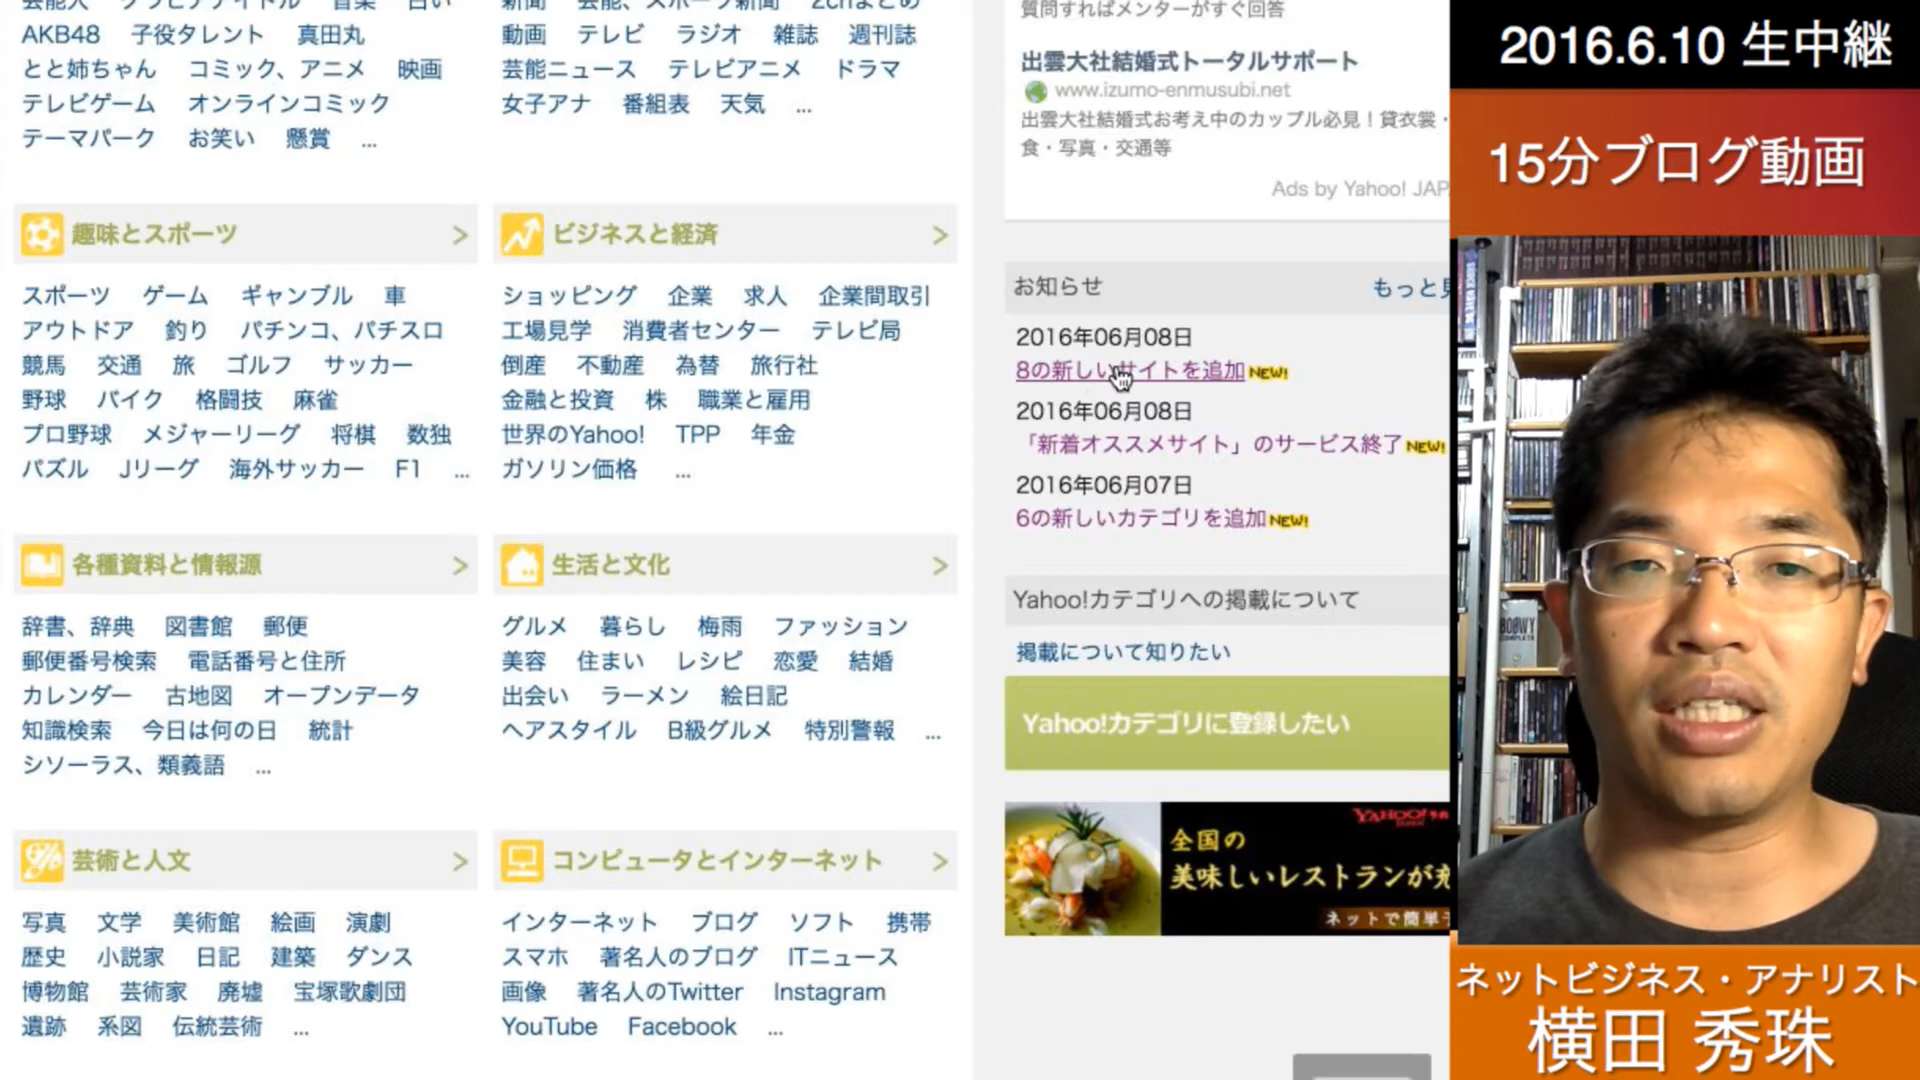 芸能人 グラビアアイドル 音楽 占い
AKB48 子役タレント 真田丸
とと姉ちゃん コミック、アニメ 映画
テレビゲーム オンラインコミック
テーマパーク お笑い 懸賞 ...
新聞 芸能、スポーツ新聞 2chまとめ
動画 テレビ ラジオ 雑誌 週刊誌
芸能ニュース テレビアニメ ドラマ
女子アナ 番組表 天気 ...
趣味とスポーツ >
スポーツ ゲーム ギャンブル 車
アウトドア 釣り パチンコ、パチスロ
競馬 交通 旅 ゴルフ サッカー
野球 バイク 格闘技 麻雀
プロ野球 メジャーリーグ 将棋 数独
パズル Jリーグ 海外サッカー F1 ...
ビジネスと経済 >
ショッピング 企業 求人 企業間取引
工場見学 消費者センター テレビ局
倒産 不動産 為替 旅行社
金融と投資 株 職業と雇用
世界のYahoo! TPP 年金
ガソリン価格 ...
各種資料と情報源 >
辞書、辞典 図書館 郵便
郵便番号検索 電話番号と住所
カレンダー 古地図 オープンデータ
知識検索 今日は何の日 統計
シソーラス、類義語 ...
生活と文化 >
グルメ 暮らし 梅雨 ファッション
美容 住まい レシピ 恋愛 結婚
出会い ラーメン 絵日記
ヘアスタイル B級グルメ 特別警報 ...
芸術と人文 >
写真 文学 美術館 絵画 演劇
歴史 小説家 日記 建築 ダンス
博物館 芸術家 廃墟 宝塚歌劇団
遺跡 系図 伝統芸術 ...
コンピュータとインターネット >
インターネット ブログ ソフト 携帯
スマホ 著名人のブログ ITニュース
画像 著名人のTwitter Instagram
YouTube Facebook ...
質問すればメンターがすぐ回答
出雲大社結婚式トータルサポート
www.izumo-enmusubi.net
出雲大社結婚式お考え中のカップル必見！貸衣裳・
食・写真・交通等
Ads by Yahoo! JAP
お知らせ もっと見
2016年06月08日
8の新しいサイトを追加 NEW!
2016年06月08日
「新着オススメサイト」のサービス終了 NEW!
2016年06月07日
6の新しいカテゴリを追加 NEW!
Yahoo!カテゴリへの掲載について
掲載について知りたい
Yahoo!カテゴリに登録したい
YAHOO!予約
JAPAN
全国の
美味しいレストランが充
ネットで簡単予
2016.6.10 生中継
15分ブログ動画
BOØWY
COMPLETE
ネットビジネス・アナリスト
横田 秀珠